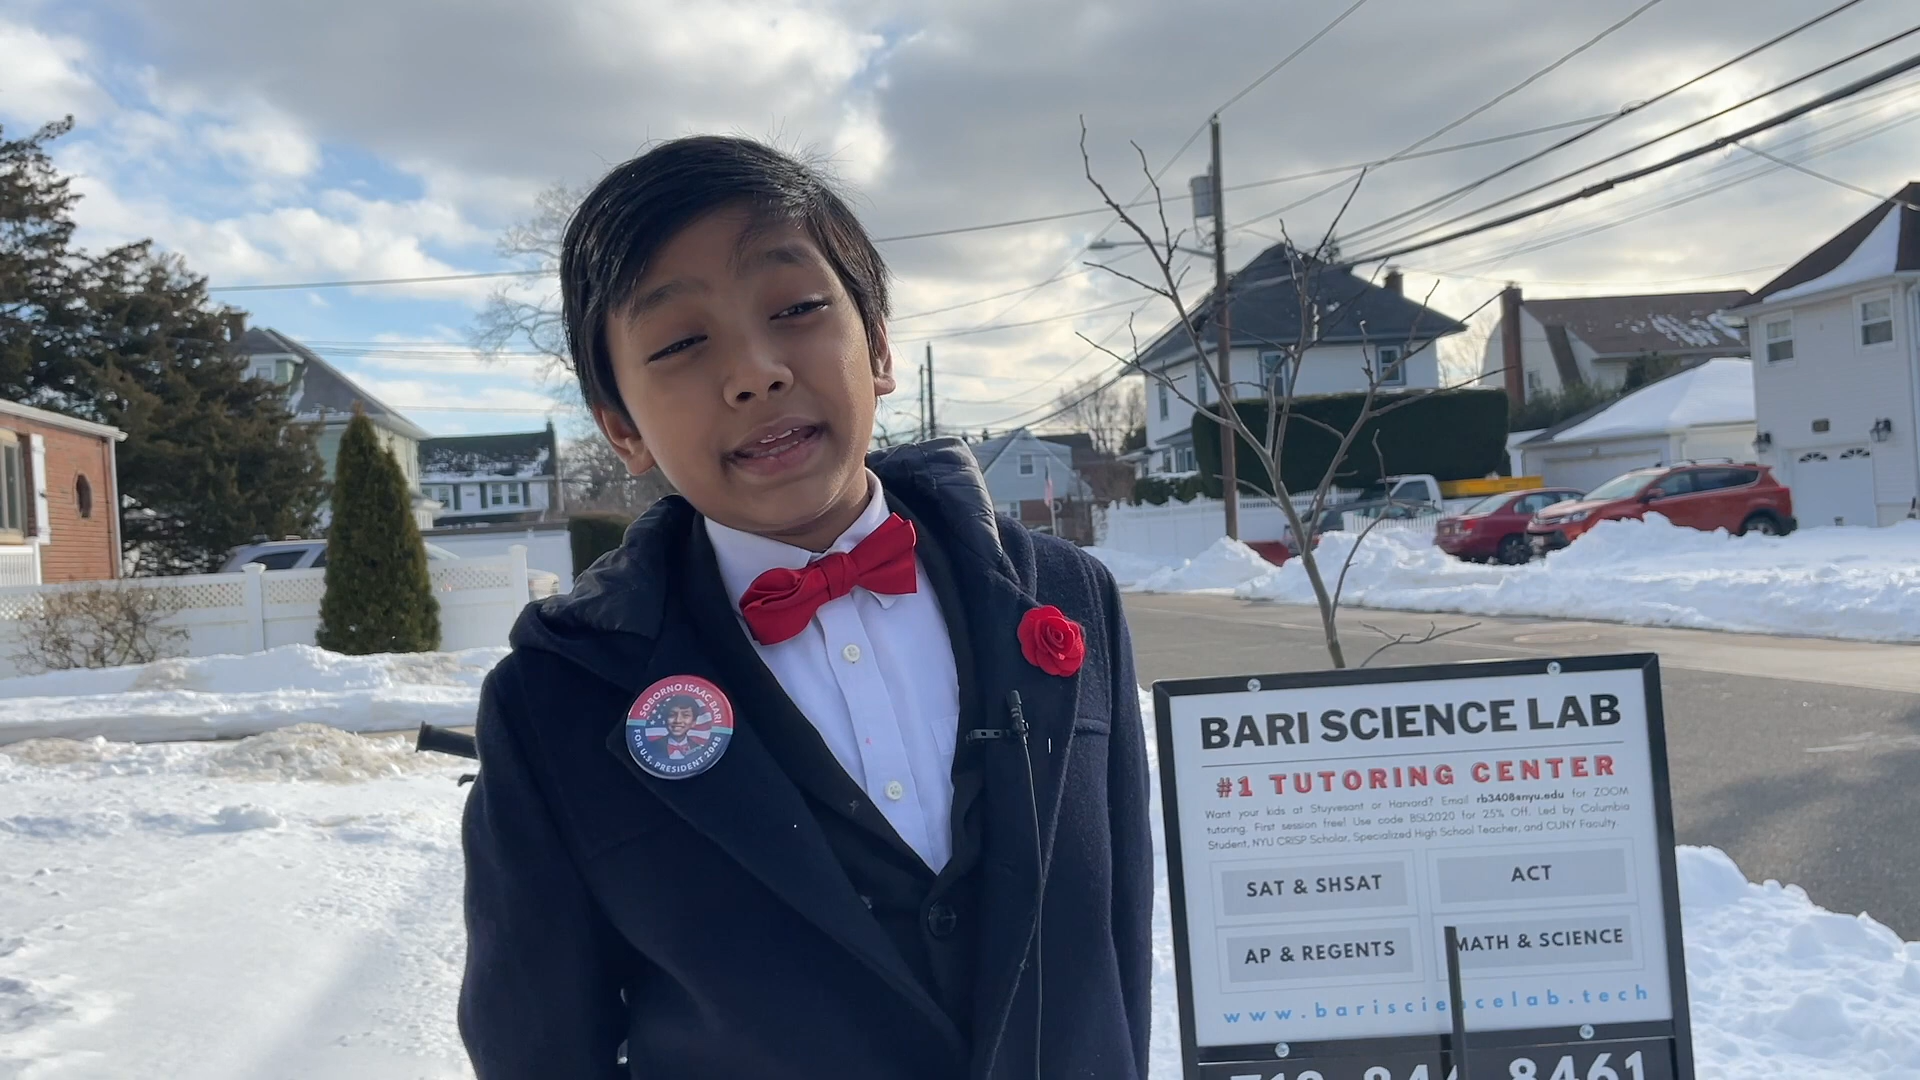 SOBORNO ISAAC BARI
FOR U.S. PRESIDENT 2048
BARI SCIENCE LAB
#1 TUTORING CENTER
Want your kids at Stuyvesant or Harvard? Email rb3408@nyu.edu for ZOOM
tutoring. First session free! Use code BSL2020 for 25% Off. Led by Columbia
Student, NYU CRISP Scholar, Specialized High School Teacher, and CUNY Faculty.
SAT & SHSAT
ACT
AP & REGENTS
MATH & SCIENCE
www.barisciencelab.tech
8461